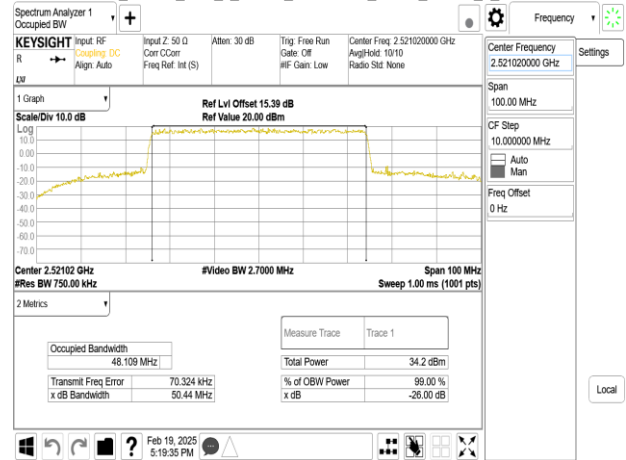 Spectrum Analyzer 1
Occupied BW
Frequency
KEYSIGHT
R
LXI
Input: RF
Coupling: DC
Align: Auto
Input Z: 50 Ω
Corr CCorr
Freq Ref: Int (S)
Atten: 30 dB
Trig: Free Run
Gate: Off
#IF Gain: Low
Center Freq: 2.521020000 GHz
Avg|Hold: 10/10
Radio Std: None
Center Frequency
2.521020000 GHz
Settings
Span
100.00 MHz
CF Step
10.000000 MHz
Auto
Man
Freq Offset
0 Hz
Local
1 Graph
Scale/Div 10.0 dB
Ref Lvl Offset 15.39 dB
Ref Value 20.00 dBm
Log
10.0
0.00
-10.0
-20.0
-30.0
-40.0
-50.0
-60.0
-70.0
Center 2.52102 GHz
#Res BW 750.00 kHz
#Video BW 2.7000 MHz
Span 100 MHz
Sweep 1.00 ms (1001 pts)
2 Metrics
Measure Trace Trace 1
Occupied Bandwidth
48.109 MHz
Total Power 34.2 dBm
Transmit Freq Error 70.324 kHz
% of OBW Power 99.00 %
x dB Bandwidth 50.44 MHz
x dB -26.00 dB
?
Feb 19, 2025
5:19:35 PM